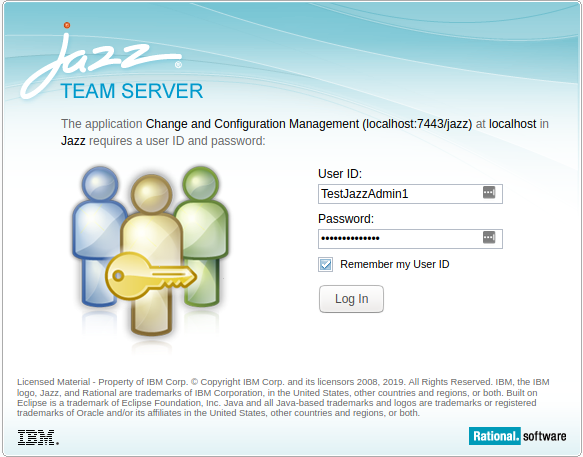 jazz®
TEAM SERVER
The application Change and Configuration Management (localhost:7443/jazz) at localhost in
Jazz requires a user ID and password:
User ID:
TestJazzAdmin1
Password:
••••••••••••••
Remember my User ID
Log In
Licensed Material - Property of IBM Corp. © Copyright IBM Corp. and its licensors 2008, 2019. All Rights Reserved. IBM, the IBM
logo, Jazz, and Rational are trademarks of IBM Corporation, in the United States, other countries and regions, or both. Built on
Eclipse is a trademark of Eclipse Foundation, Inc. Java and all Java-based trademarks and logos are trademarks or registered
trademarks of Oracle and/or its affiliates in the United States, other countries and regions, or both.
IBM.
Rational. software